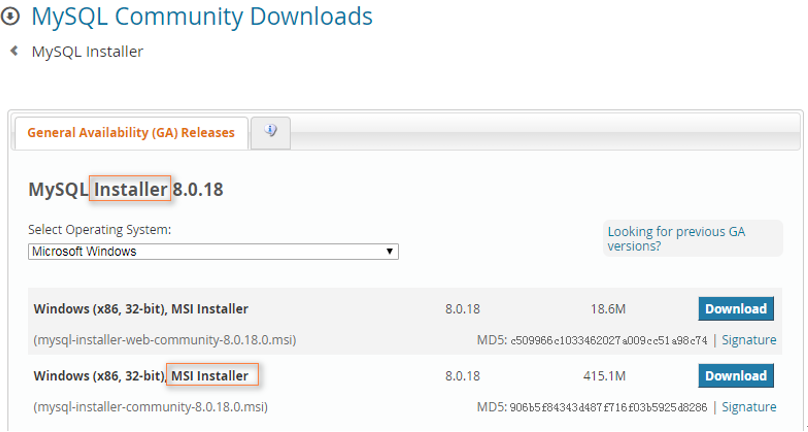 MySQL Community Downloads
MySQL Installer
General Availability (GA) Releases
MySQL Installer 8.0.18
Select Operating System:
Microsoft Windows
Looking for previous GA
versions?
Windows (x86, 32-bit), MSI Installer 8.0.18 18.6M Download
(mysql-installer-web-community-8.0.18.0.msi) MD5: c509966c1033462027a009cc51a98c74 | Signature
Windows (x86, 32-bit), MSI Installer 8.0.18 415.1M Download
(mysql-installer-community-8.0.18.0.msi) MD5: 906b5f84343d487f716f03b5925d8286 | Signature